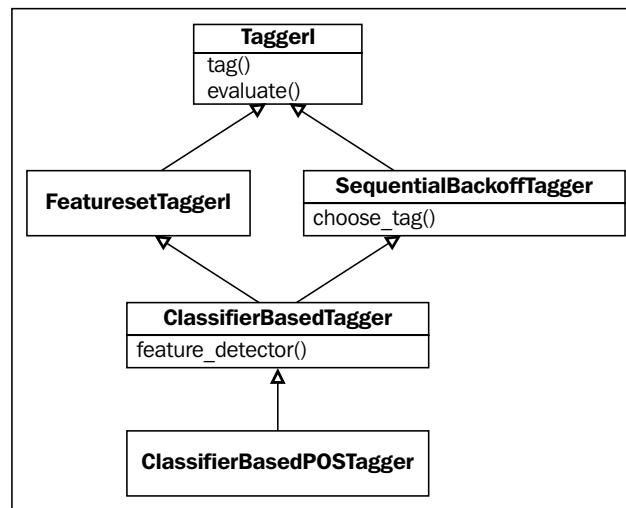 TaggerI
tag()
evaluate()
FeaturesetTaggerI
SequentialBackoffTagger
choose_tag()
ClassifierBasedTagger
feature_detector()
ClassifierBasedPOSTagger